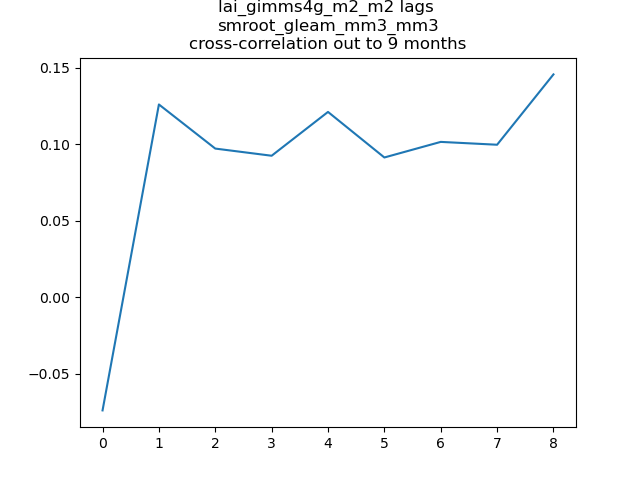 lai_gimms4g_m2_m2 lags
smroot_gleam_mm3_mm3
cross-correlation out to 9 months
0.15
0.10
0.05
0.00
−0.05
0 1 2 3 4 5 6 7 8